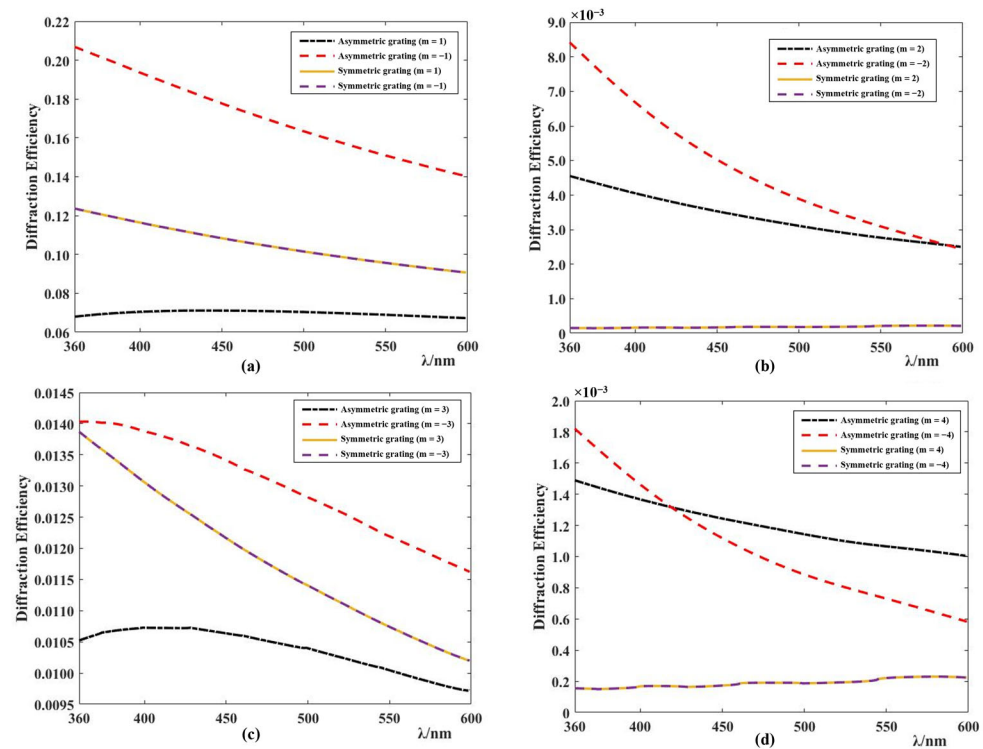 0.22
0.20
0.18
0.16
0.14
0.12
0.10
0.08
0.06
Diffraction Efficiency
Asymmetric grating (m = 1)
Asymmetric grating (m = −1)
Symmetric grating (m = 1)
Symmetric grating (m = −1)
360 400 450 500 550 600
λ/nm
(a)
×10⁻³
9.0
8.0
7.0
6.0
5.0
4.0
3.0
2.0
1.0
0
Diffraction Efficiency
Asymmetric grating (m = 2)
Asymmetric grating (m = −2)
Symmetric grating (m = 2)
Symmetric grating (m = −2)
360 400 450 500 550 600
λ/nm
(b)
0.0145
0.0140
0.0135
0.0130
0.0125
0.0120
0.0115
0.0110
0.0105
0.0100
0.0095
Diffraction Efficiency
Asymmetric grating (m = 3)
Asymmetric grating (m = −3)
Symmetric grating (m = 3)
Symmetric grating (m = −3)
360 400 450 500 550 600
λ/nm
(c)
×10⁻³
2.0
1.8
1.6
1.4
1.2
1.0
0.8
0.6
0.4
0.2
0
Diffraction Efficiency
Asymmetric grating (m = 4)
Asymmetric grating (m = −4)
Symmetric grating (m = 4)
Symmetric grating (m = −4)
360 400 450 500 550 600
λ/nm
(d)